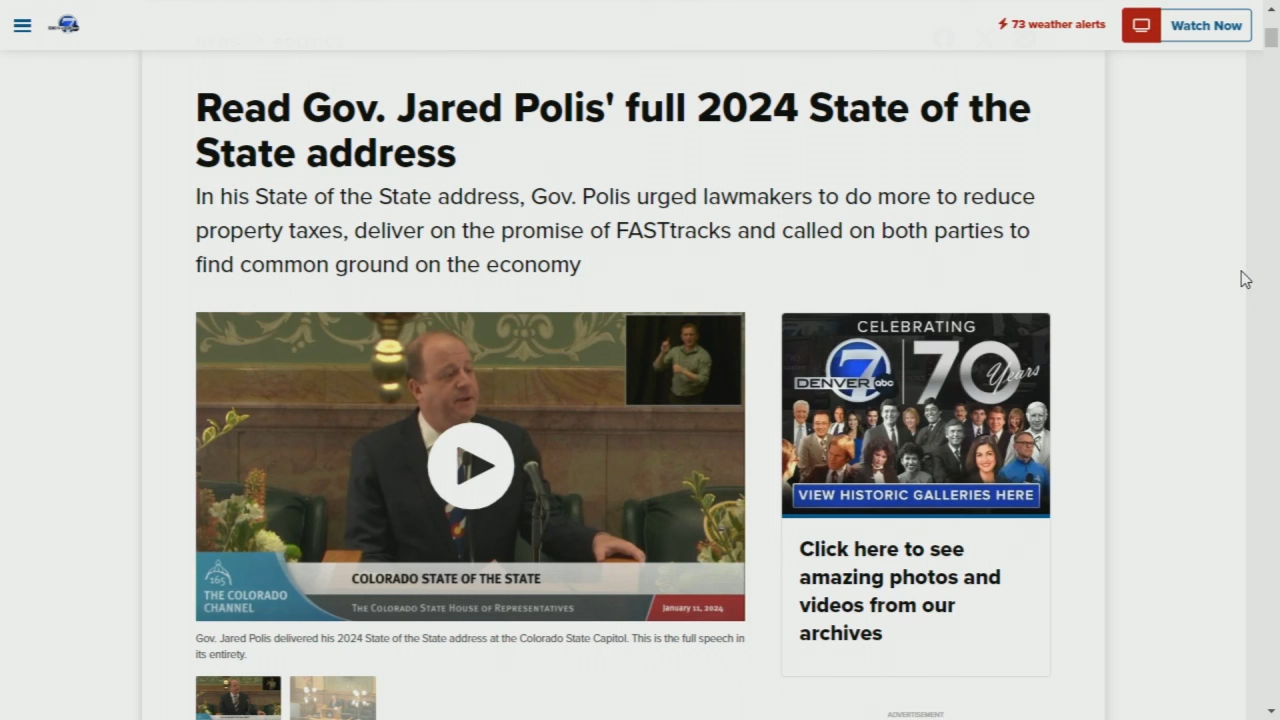 73 weather alerts
Watch Now
Read Gov. Jared Polis' full 2024 State of the
State address
In his State of the State address, Gov. Polis urged lawmakers to do more to reduce
property taxes, deliver on the promise of FASTtracks and called on both parties to
find common ground on the economy
165
THE COLORADO
CHANNEL
COLORADO STATE OF THE STATE
THE COLORADO STATE HOUSE OF REPRESENTATIVES
January 11, 2024
Gov. Jared Polis delivered his 2024 State of the State address at the Colorado State Capitol. This is the full speech in
its entirety.
CELEBRATING
DENVER 7 abc
70 Years
VIEW HISTORIC GALLERIES HERE
Click here to see
amazing photos and
videos from our
archives
ADVERTISEMENT